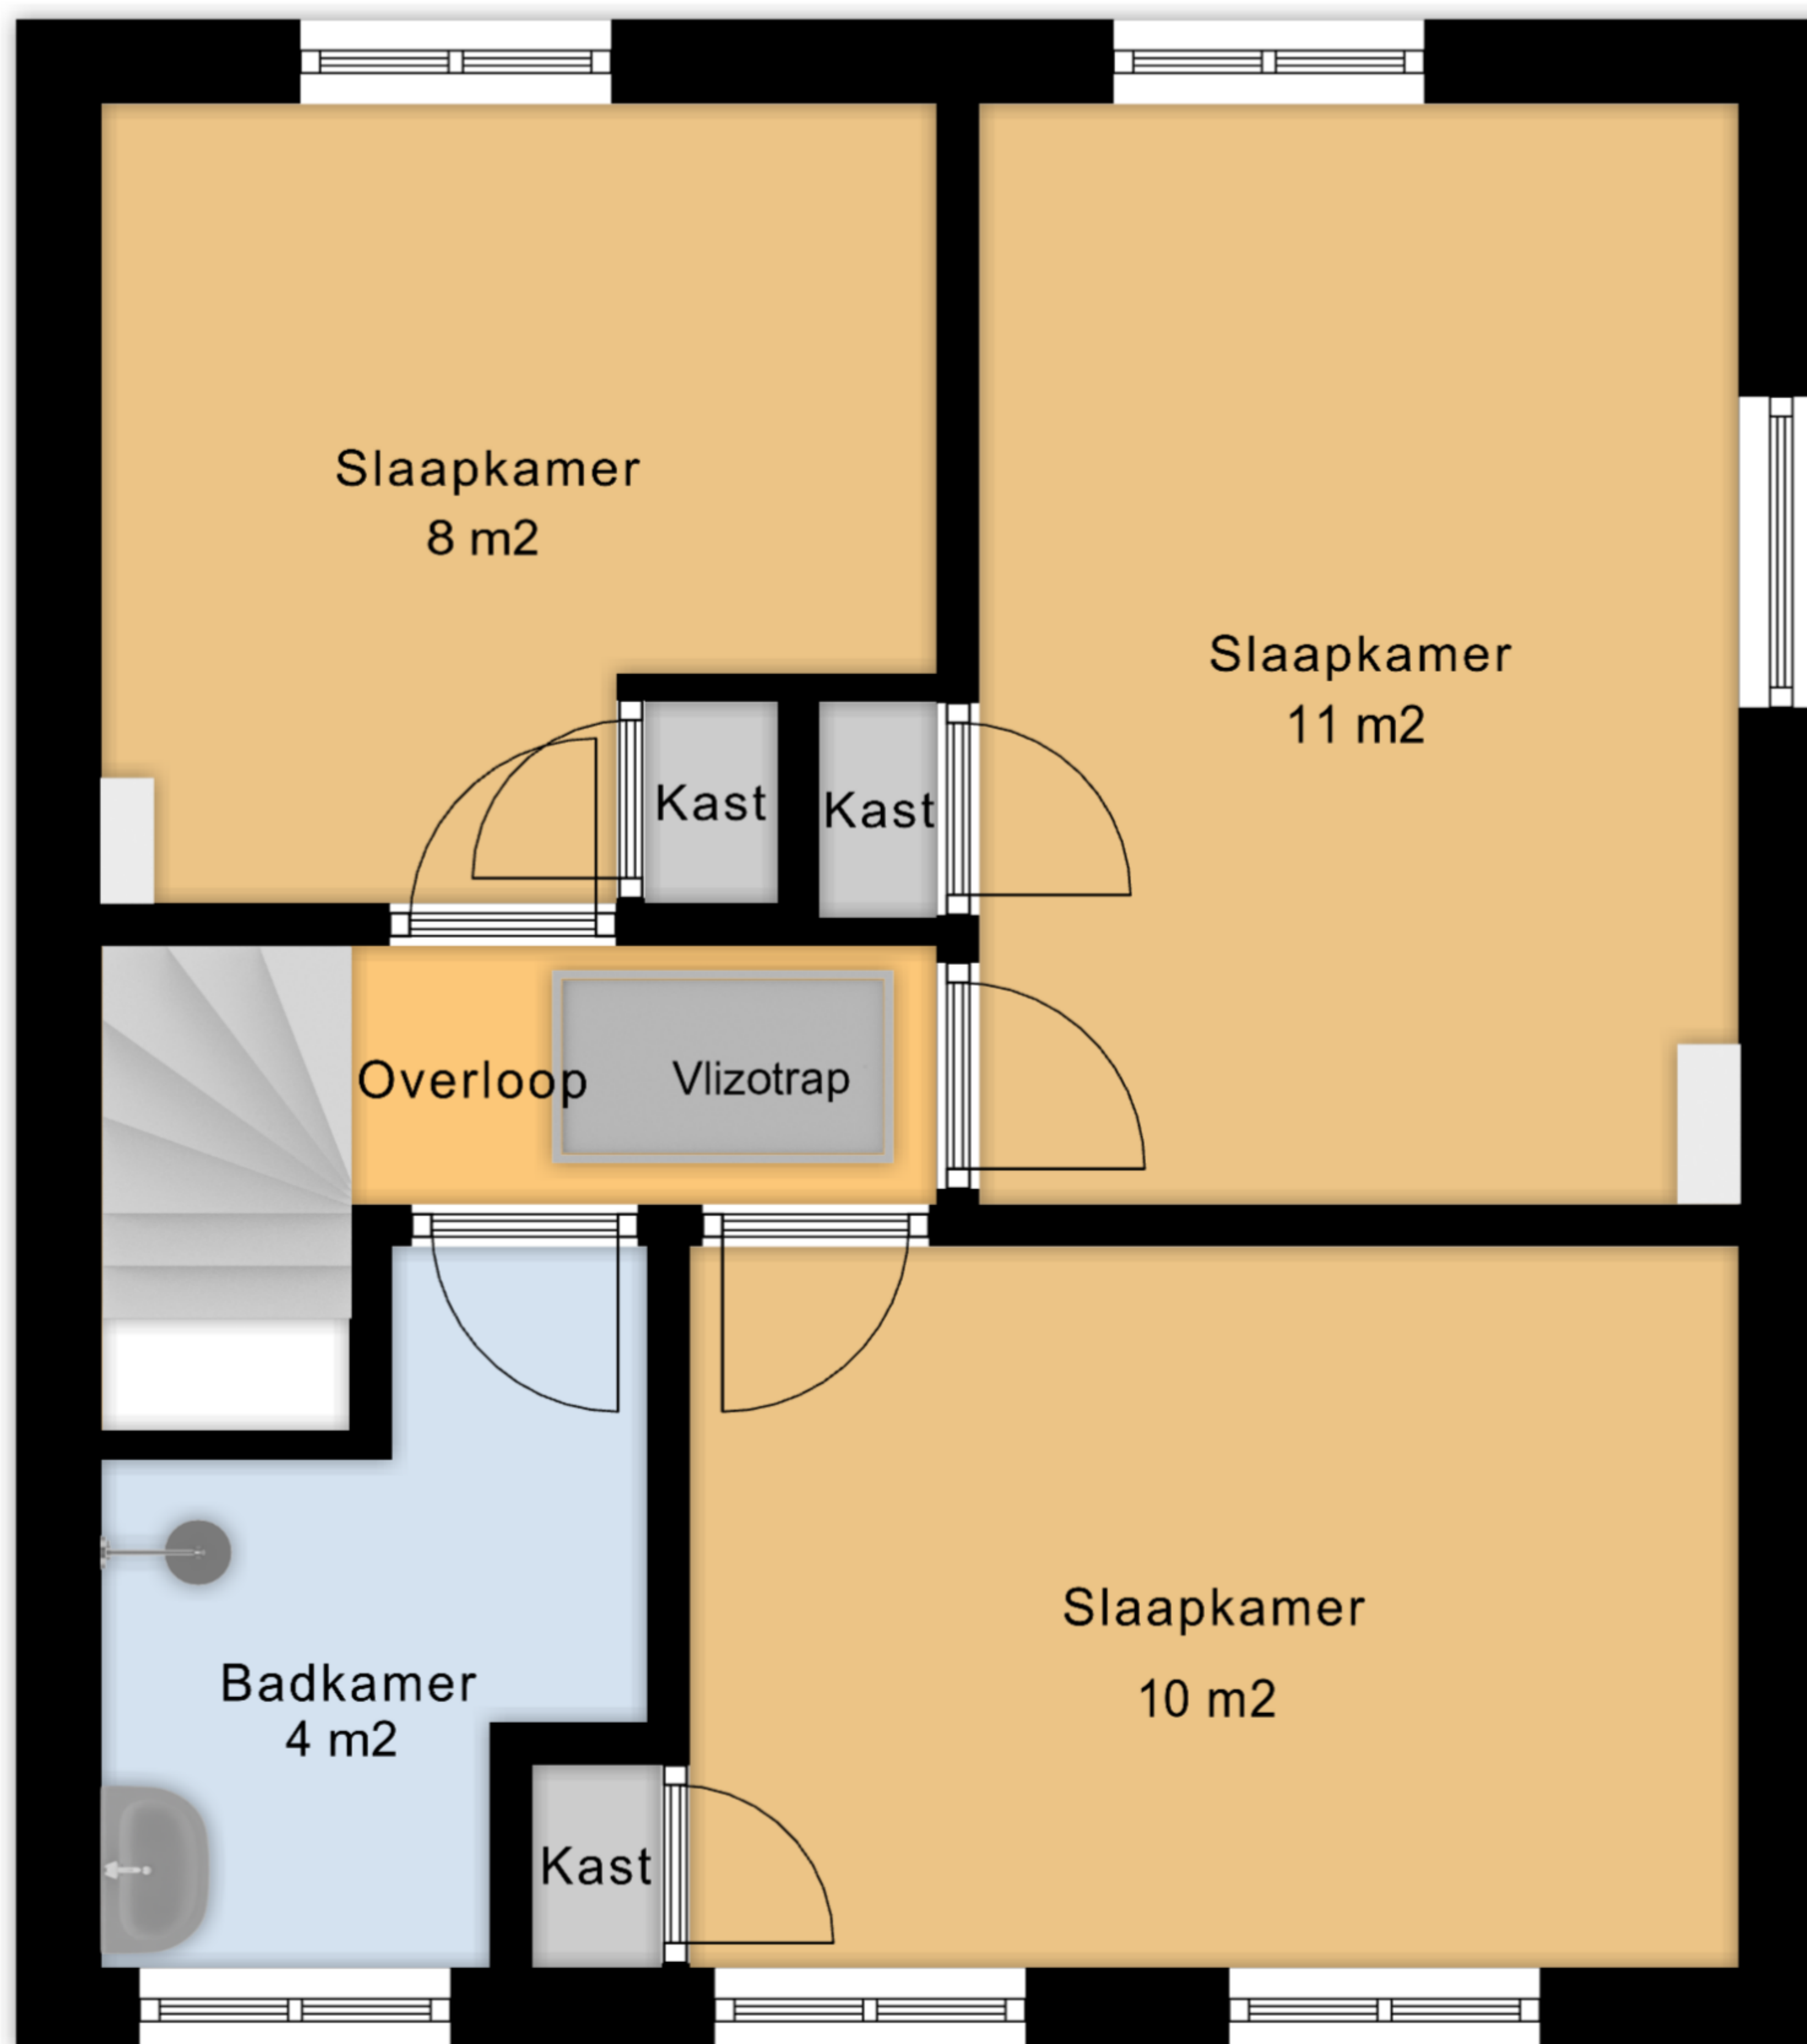 Slaapkamer
8 m2
Slaapkamer
11 m2
Kast
Kast
Overloop
Vlizotrap
Slaapkamer
10 m2
Badkamer
4 m2
Kast